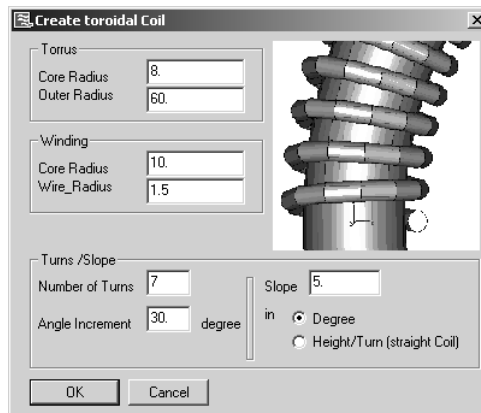 Create toroidal Coil
Torrus
Core Radius 8.
Outer Radius 60.
Winding
Core Radius 10.
Wire_Radius 1.5
Turns /Slope
Number of Turns 7
Slope 5.
Angle Increment 30. degree
in Degree
Height/Turn (straight Coil)
OK Cancel